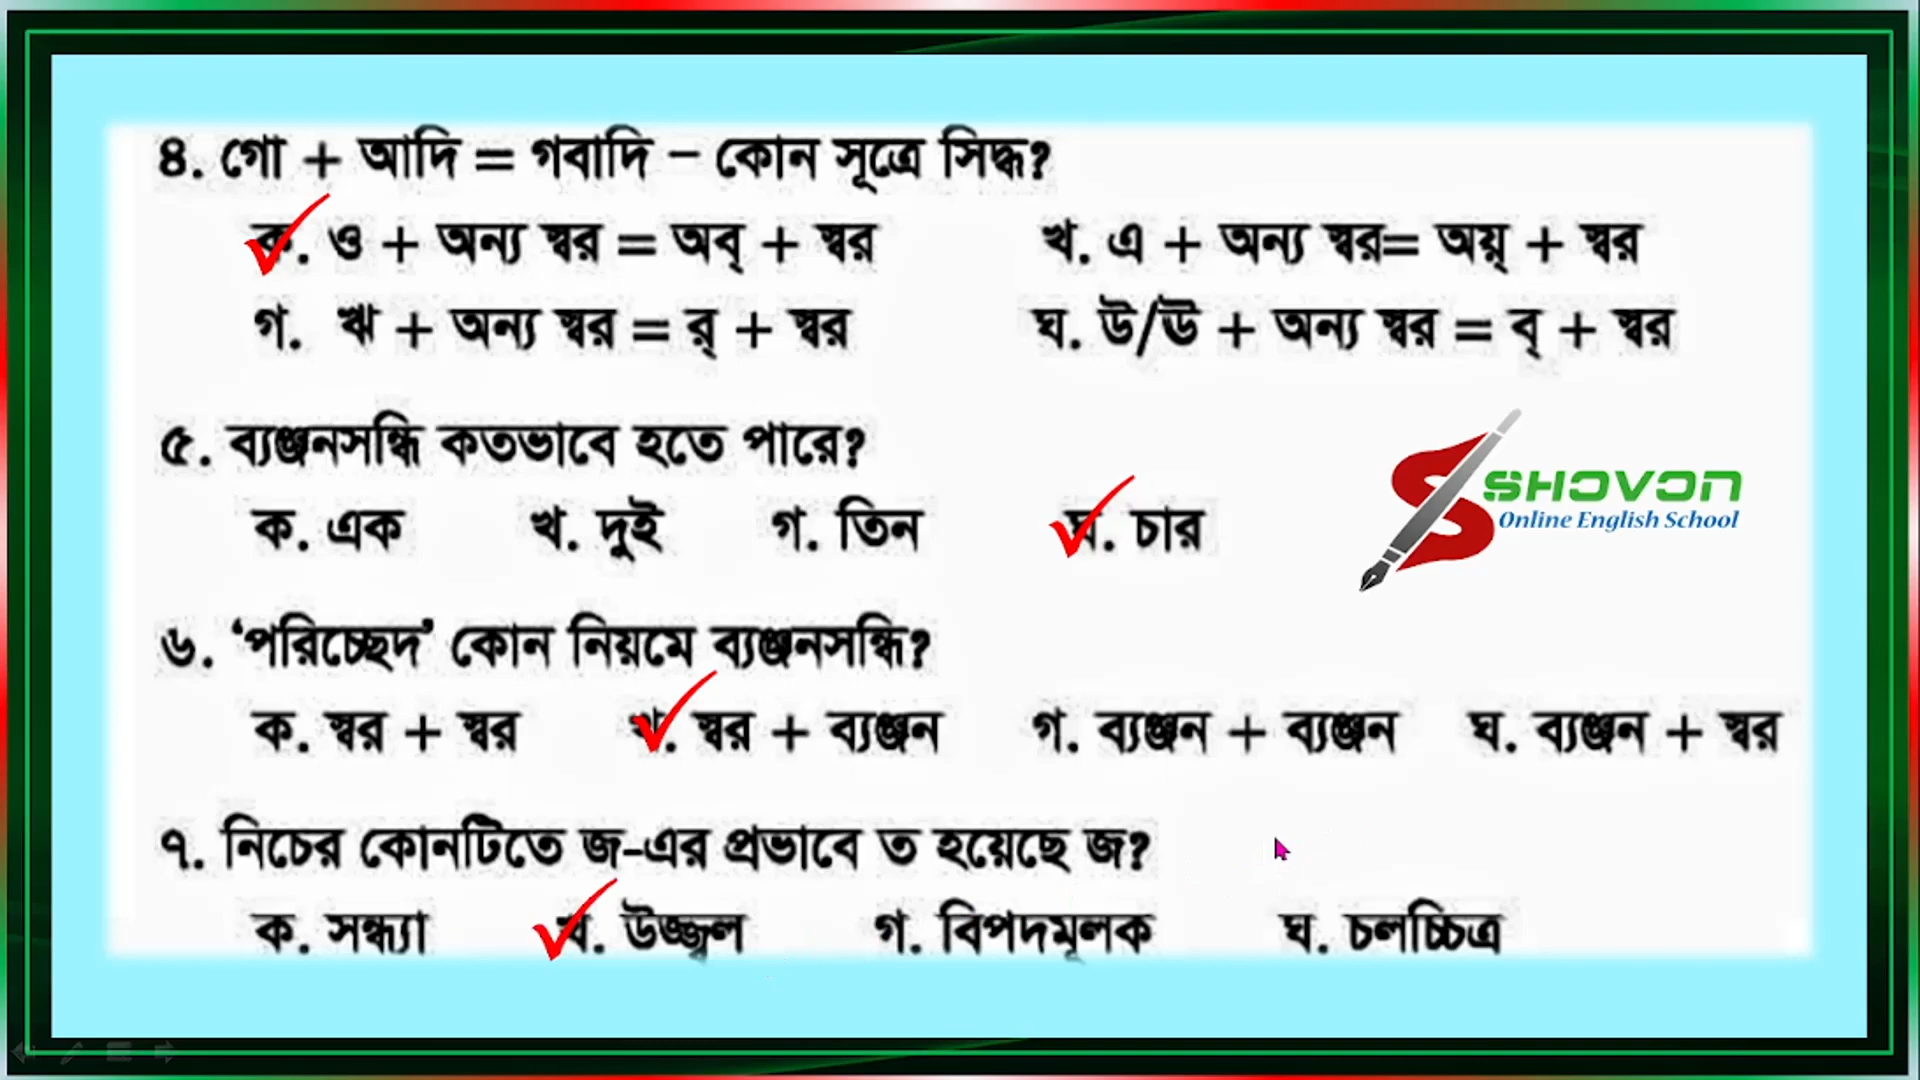 ৪. গো + আদি = গবাদি – কোন সূত্রে সিদ্ধ?
ক. ও + অন্য স্বর = অব্ + স্বর খ. এ + অন্য স্বর= অয়্ + স্বর
গ. ঋ + অন্য স্বর = র্ + স্বর ঘ. উ/ঊ + অন্য স্বর = ব্ + স্বর
৫. ব্যঞ্জনসন্ধি কতভাবে হতে পারে?
ক. এক খ. দুই গ. তিন ঘ. চার
SHOVON
Online English School
৬. ‘পরিচ্ছেদ’ কোন নিয়মে ব্যঞ্জনসন্ধি?
ক. স্বর + স্বর খ. স্বর + ব্যঞ্জন গ. ব্যঞ্জন + ব্যঞ্জন ঘ. ব্যঞ্জন + স্বর
৭. নিচের কোনটিতে জ-এর প্রভাবে ত হয়েছে জ?
ক. সন্ধ্যা খ. উজ্জ্বল গ. বিপদমূলক ঘ. চলচ্চিত্র